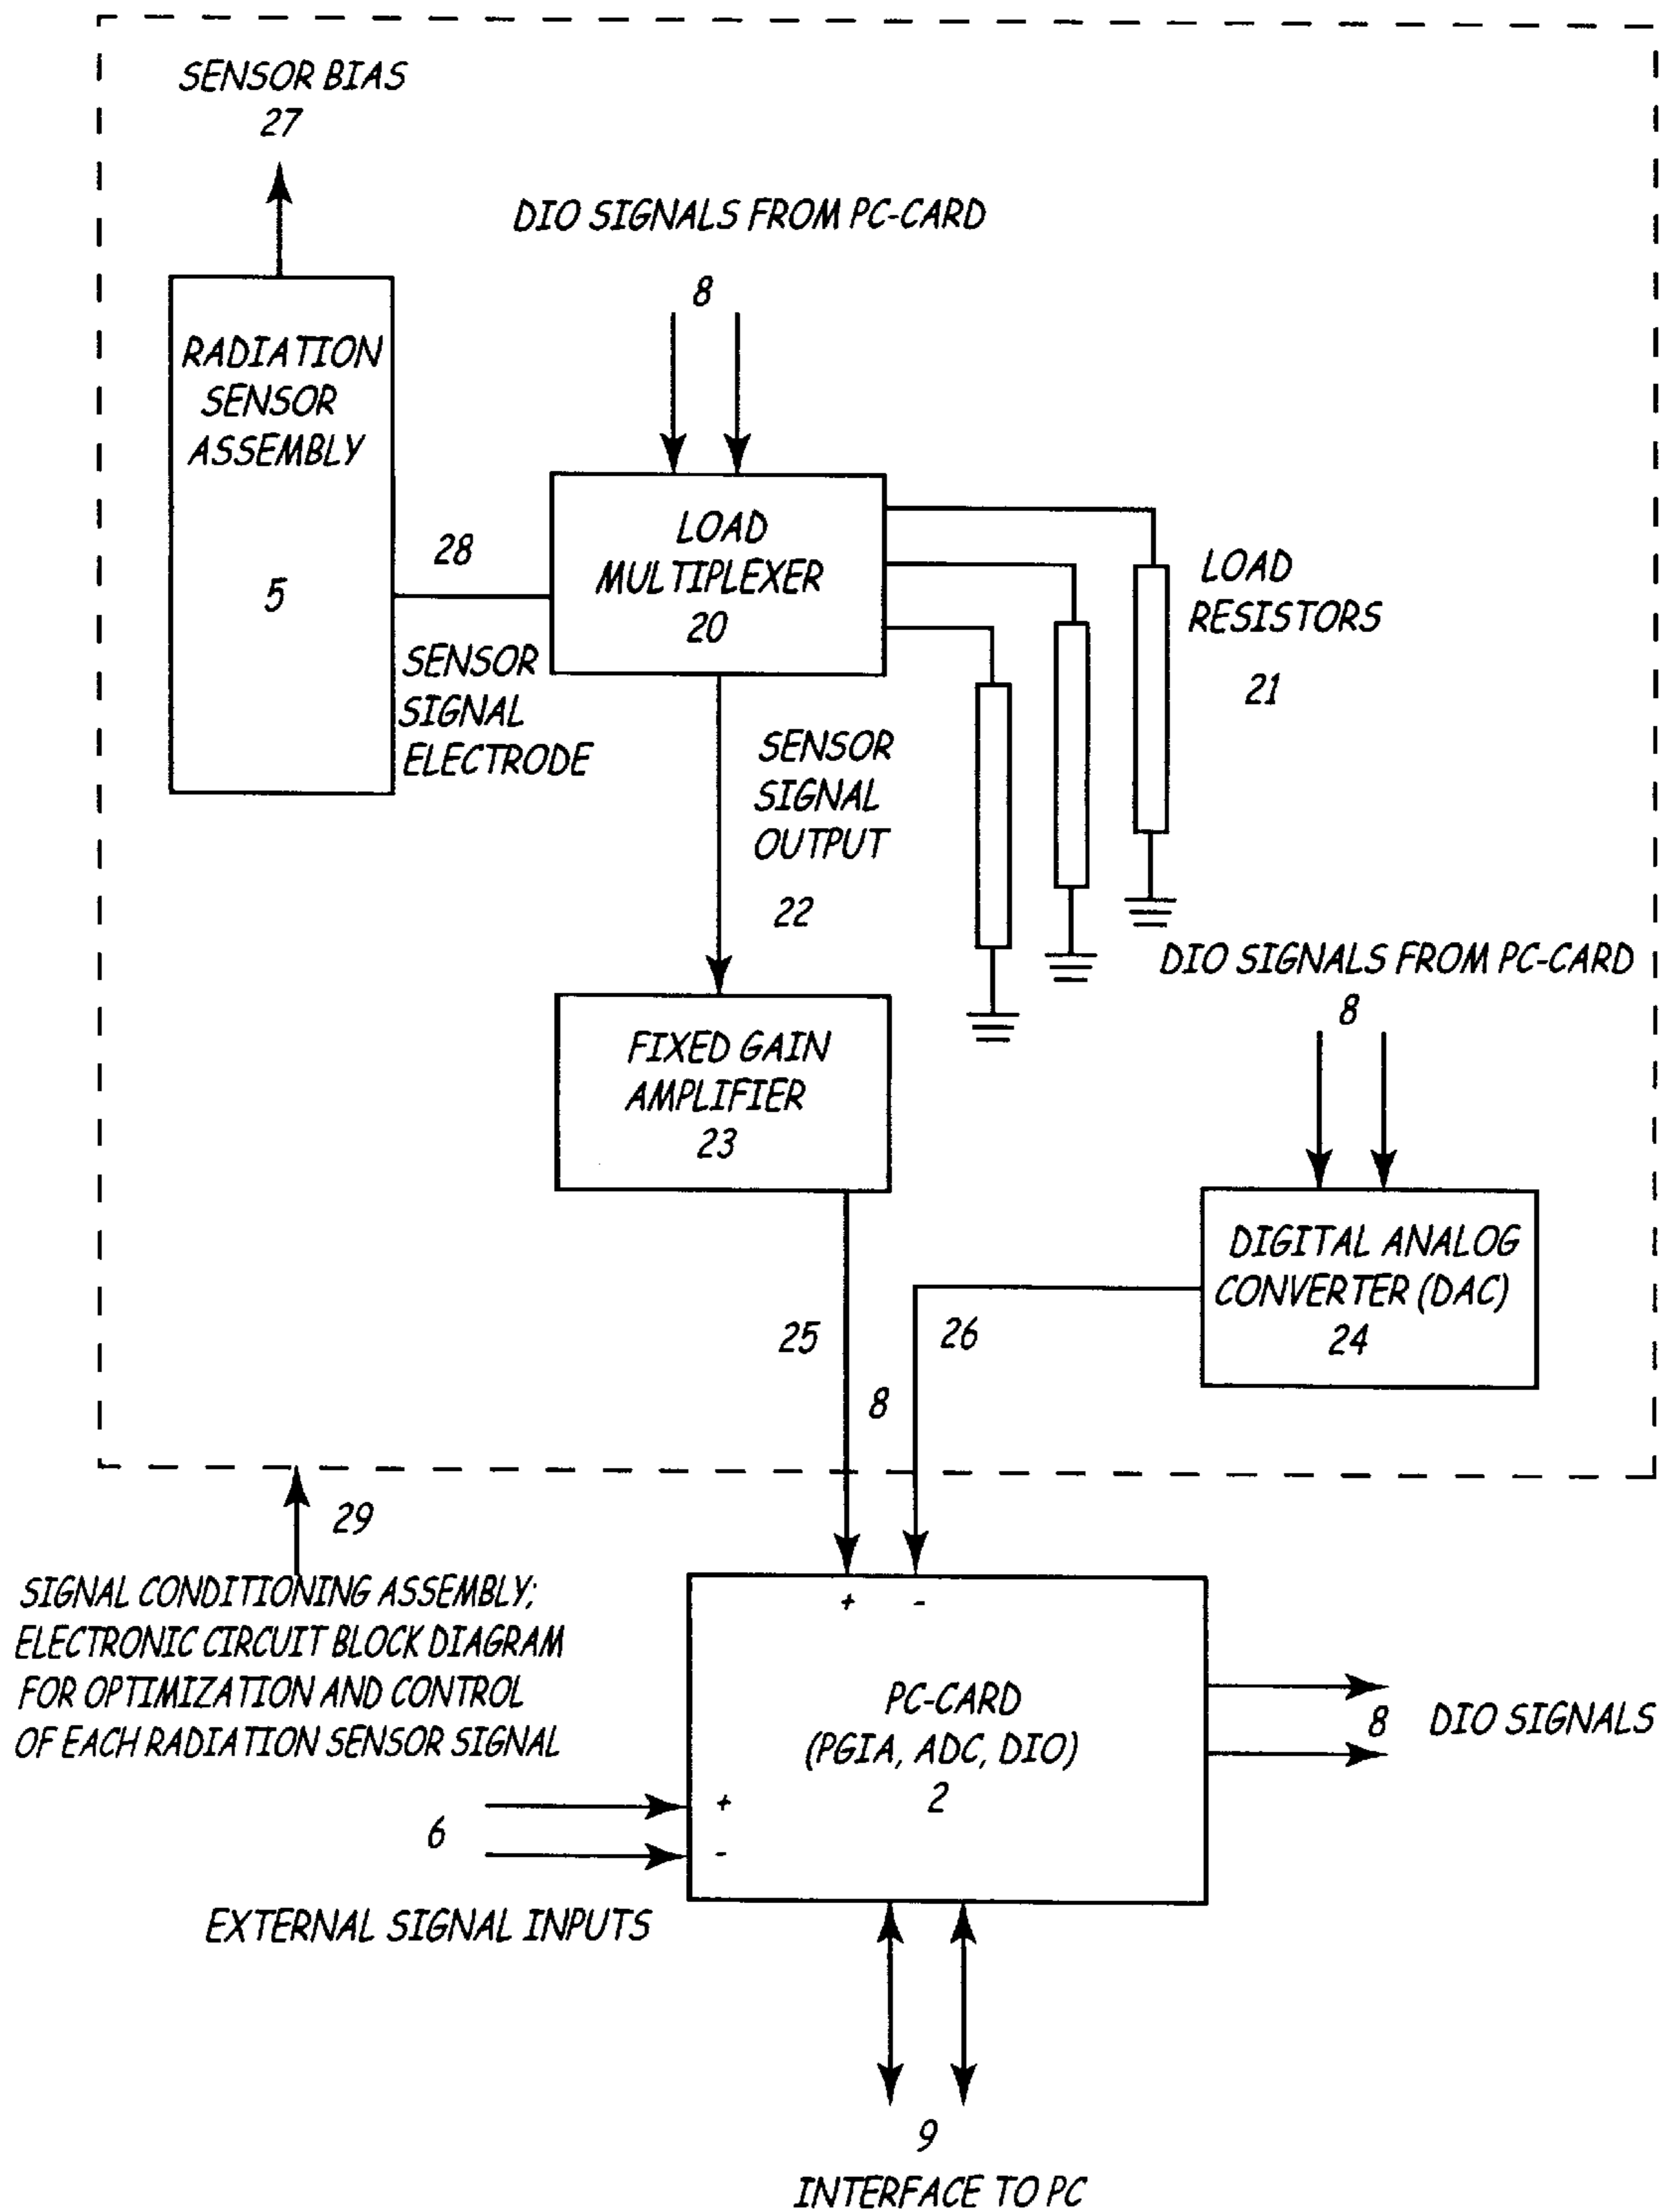 SENSOR BIAS
27
DIO SIGNALS FROM PC-CARD
8
RADIATION
SENSOR
ASSEMBLY
5
28
SENSOR
SIGNAL
ELECTRODE
LOAD
MULTIPLEXER
20
LOAD
RESISTORS
21
SENSOR
SIGNAL
OUTPUT
22
DIO SIGNALS FROM PC-CARD
8
FIXED GAIN
AMPLIFIER
23
DIGITAL ANALOG
CONVERTER (DAC)
24
25
26
8
29
SIGNAL CONDITIONING ASSEMBLY;
ELECTRONIC CIRCUIT BLOCK DIAGRAM
FOR OPTIMIZATION AND CONTROL
OF EACH RADIATION SENSOR SIGNAL
+ -
PC-CARD
(PGIA, ADC, DIO)
2
8 DIO SIGNALS
+
6
-
EXTERNAL SIGNAL INPUTS
9
INTERFACE TO PC